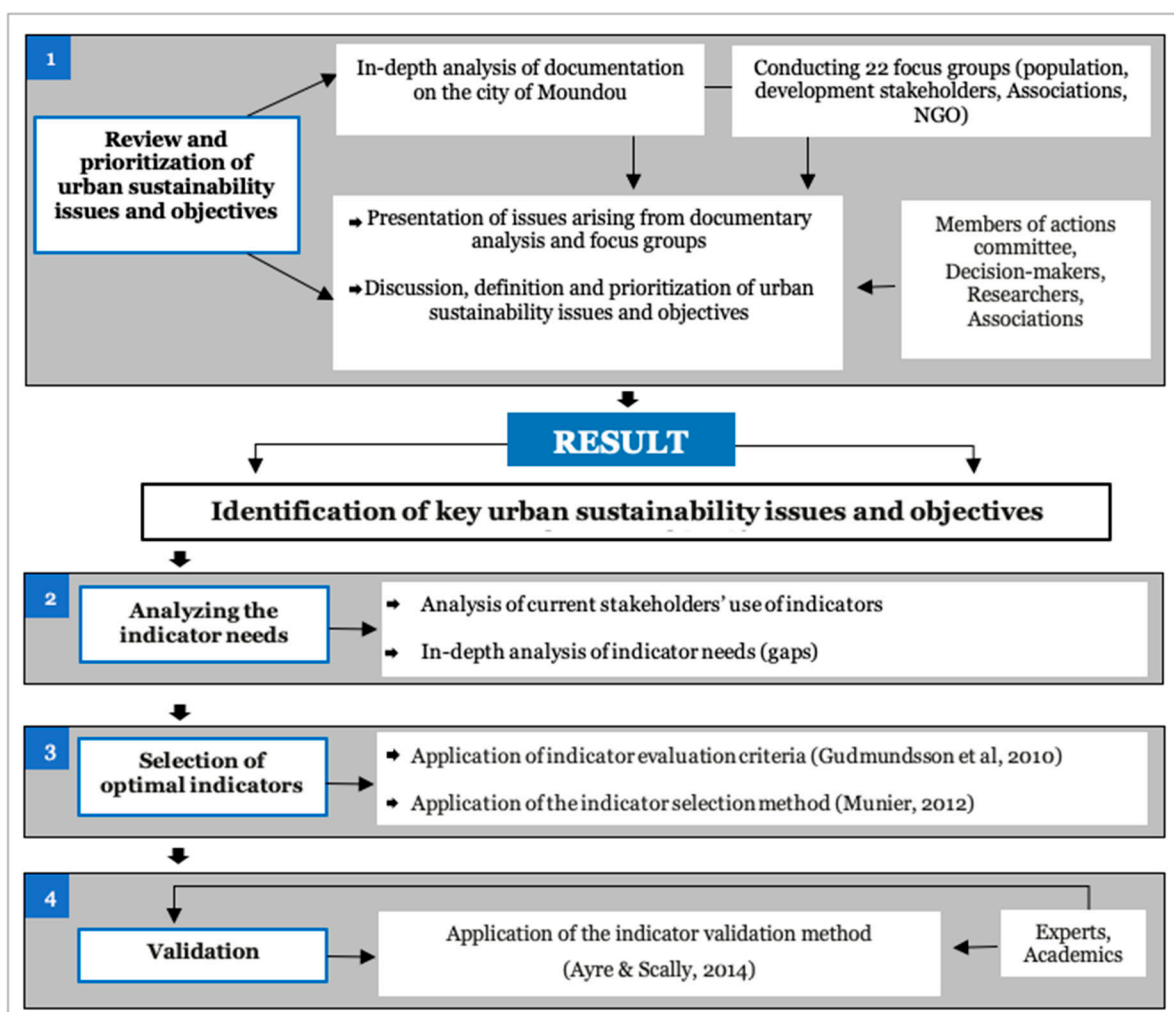 1
In-depth analysis of documentation
on the city of Moundou
Conducting 22 focus groups (population,
development stakeholders, Associations,
NGO)
Review and
prioritization of
urban sustainability
issues and objectives
Presentation of issues arising from documentary
analysis and focus groups
Discussion, definition and prioritization of urban
sustainability issues and objectives
Members of actions
committee,
Decision-makers,
Researchers,
Associations
RESULT
Identification of key urban sustainability issues and objectives
2
Analyzing the
indicator needs
Analysis of current stakeholders’ use of indicators
In-depth analysis of indicator needs (gaps)
3
Selection of
optimal indicators
Application of indicator evaluation criteria (Gudmundsson et al, 2010)
Application of the indicator selection method (Munier, 2012)
4
Validation
Application of the indicator validation method
(Ayre & Scally, 2014)
Experts,
Academics